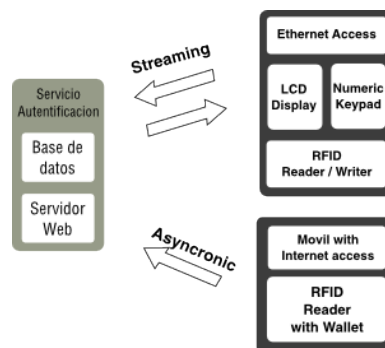 Servicio
Autentificacion
Base de
datos
Servidor
Web
Streaming
Asyncronic
Ethernet Access
LCD
Display
Numeric
Keypad
RFID
Reader / Writer
Movil with
Internet access
RFID
Reader
with Wallet